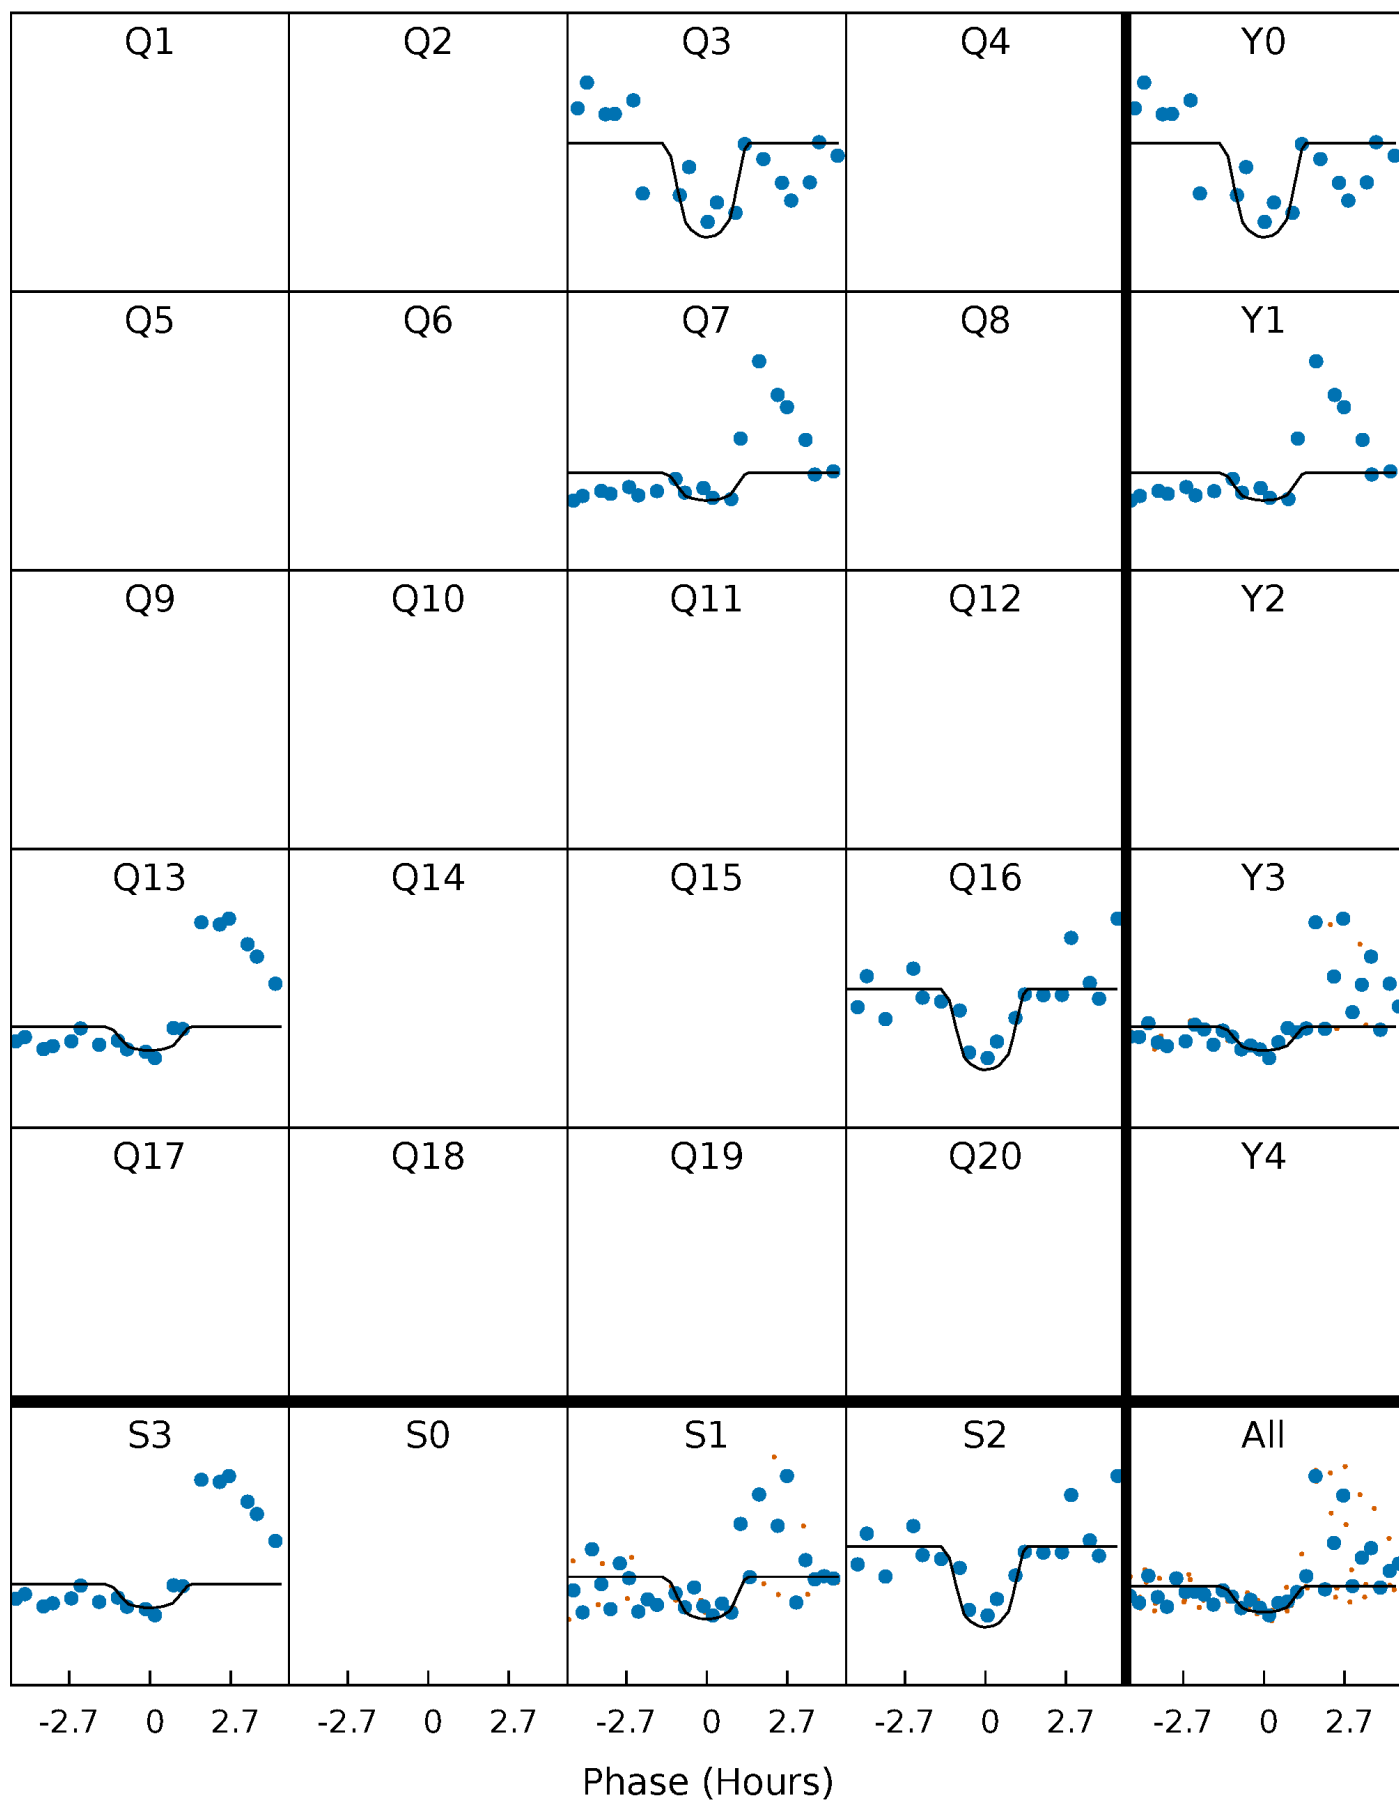 Q1 Q2 Q3 Q4 Y0
Q5 Q6 Q7 Q8 Y1
Q9 Q10 Q11 Q12 Y2
Q13 Q14 Q15 Q16 Y3
Q17 Q18 Q19 Q20 Y4
S3 S0 S1 S2 All
-2.7 0 2.7 -2.7 0 2.7 -2.7 0 2.7 -2.7 0 2.7 -2.7 0 2.7
Phase (Hours)